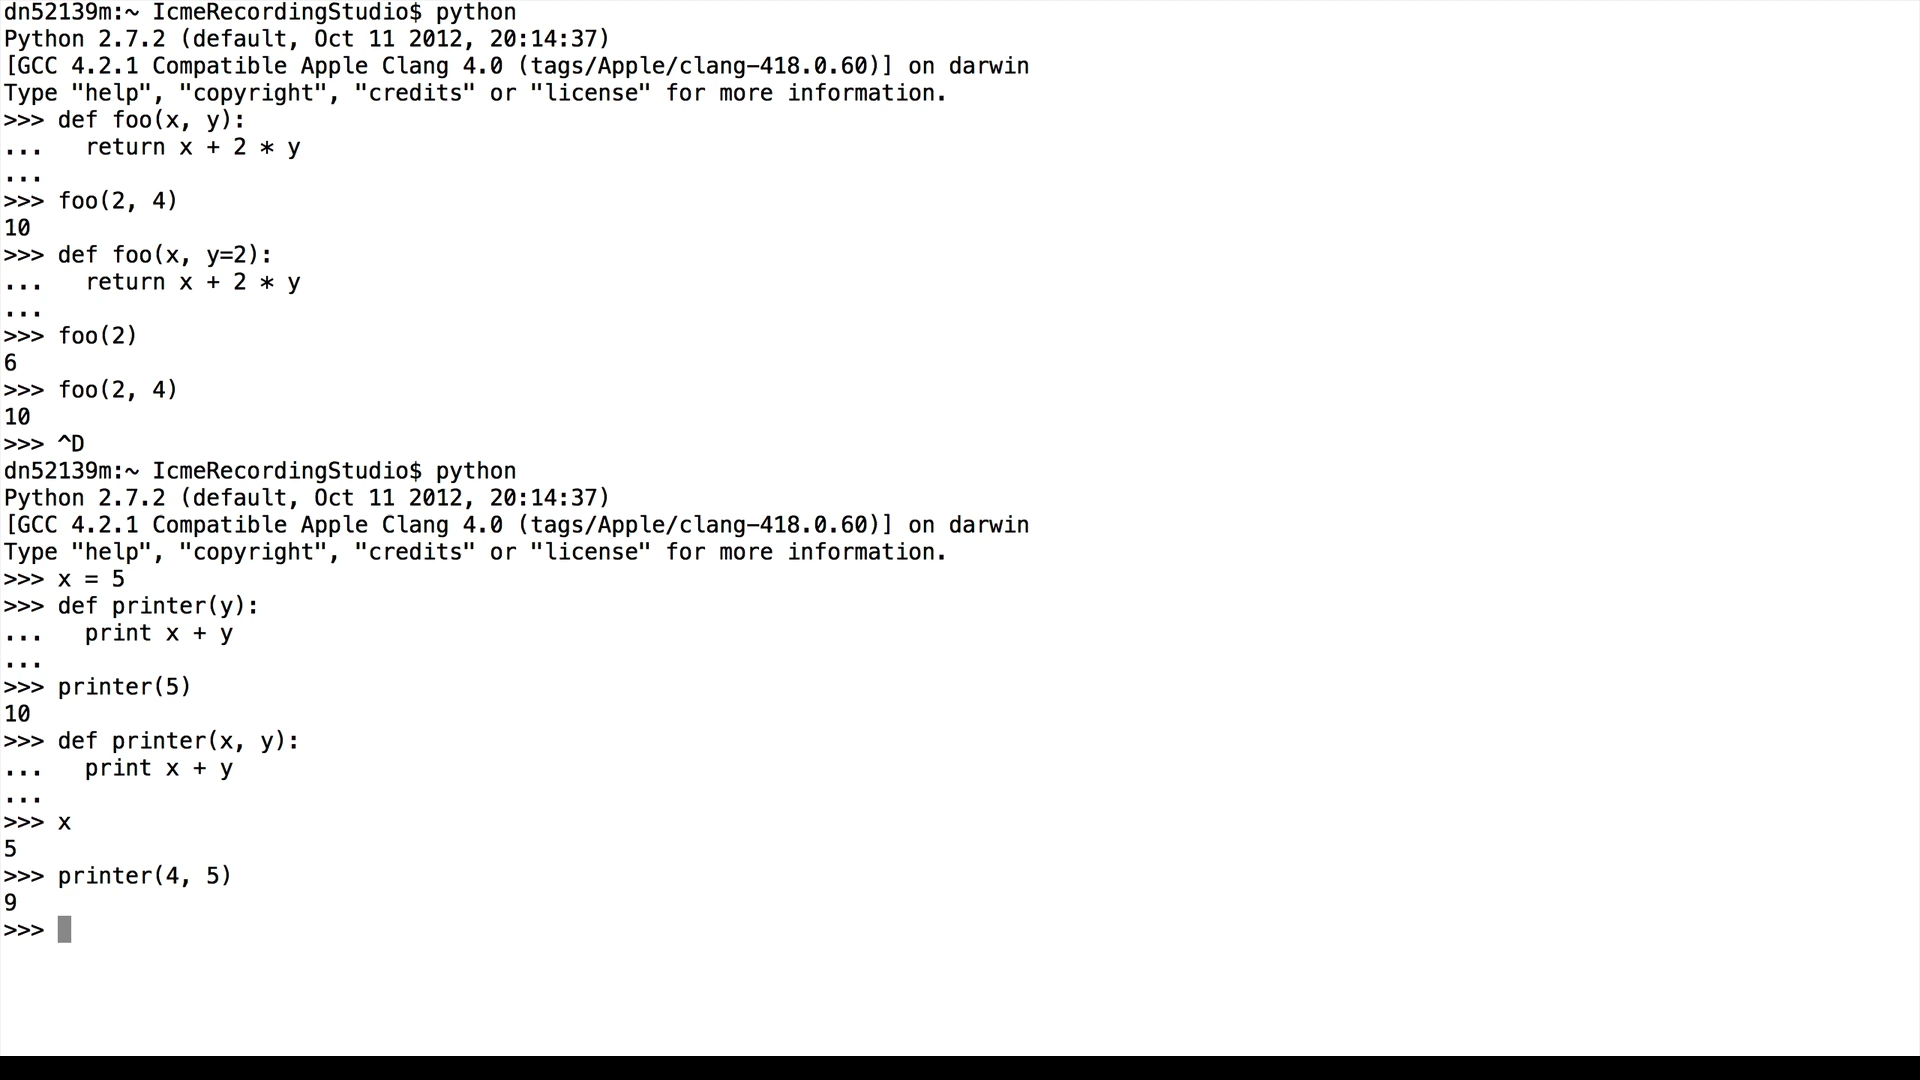 dn52139m:~ IcmeRecordingStudio$ python
Python 2.7.2 (default, Oct 11 2012, 20:14:37)
[GCC 4.2.1 Compatible Apple Clang 4.0 (tags/Apple/clang-418.0.60)] on darwin
Type "help", "copyright", "credits" or "license" for more information.
>>> def foo(x, y):
...   return x + 2 * y
...
>>> foo(2, 4)
10
>>> def foo(x, y=2):
...   return x + 2 * y
...
>>> foo(2)
6
>>> foo(2, 4)
10
>>> ^D
dn52139m:~ IcmeRecordingStudio$ python
Python 2.7.2 (default, Oct 11 2012, 20:14:37)
[GCC 4.2.1 Compatible Apple Clang 4.0 (tags/Apple/clang-418.0.60)] on darwin
Type "help", "copyright", "credits" or "license" for more information.
>>> x = 5
>>> def printer(y):
...   print x + y
...
>>> printer(5)
10
>>> def printer(x, y):
...   print x + y
...
>>> x
5
>>> printer(4, 5)
9
>>>